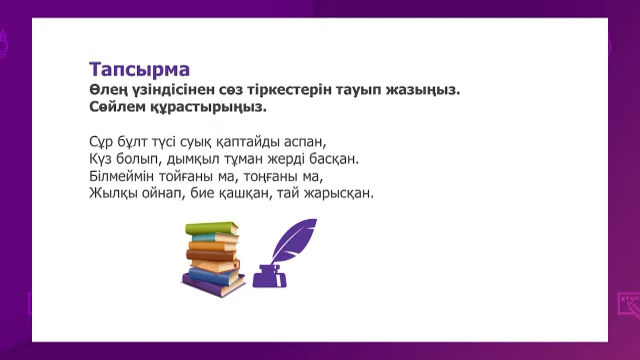 Тапсырма
Өлең үзіндісінен сөз тіркестерін тауып жазыңыз.
Сөйлем құрастырыңыз.
Сұр бұлт түсі суық қаптайды аспан,
Күз болып, дымқыл тұман жерді басқан.
Білмеймін тойғаны ма, тоңғаны ма,
Жылқы ойнап, бие қашқан, тай жарысқан.